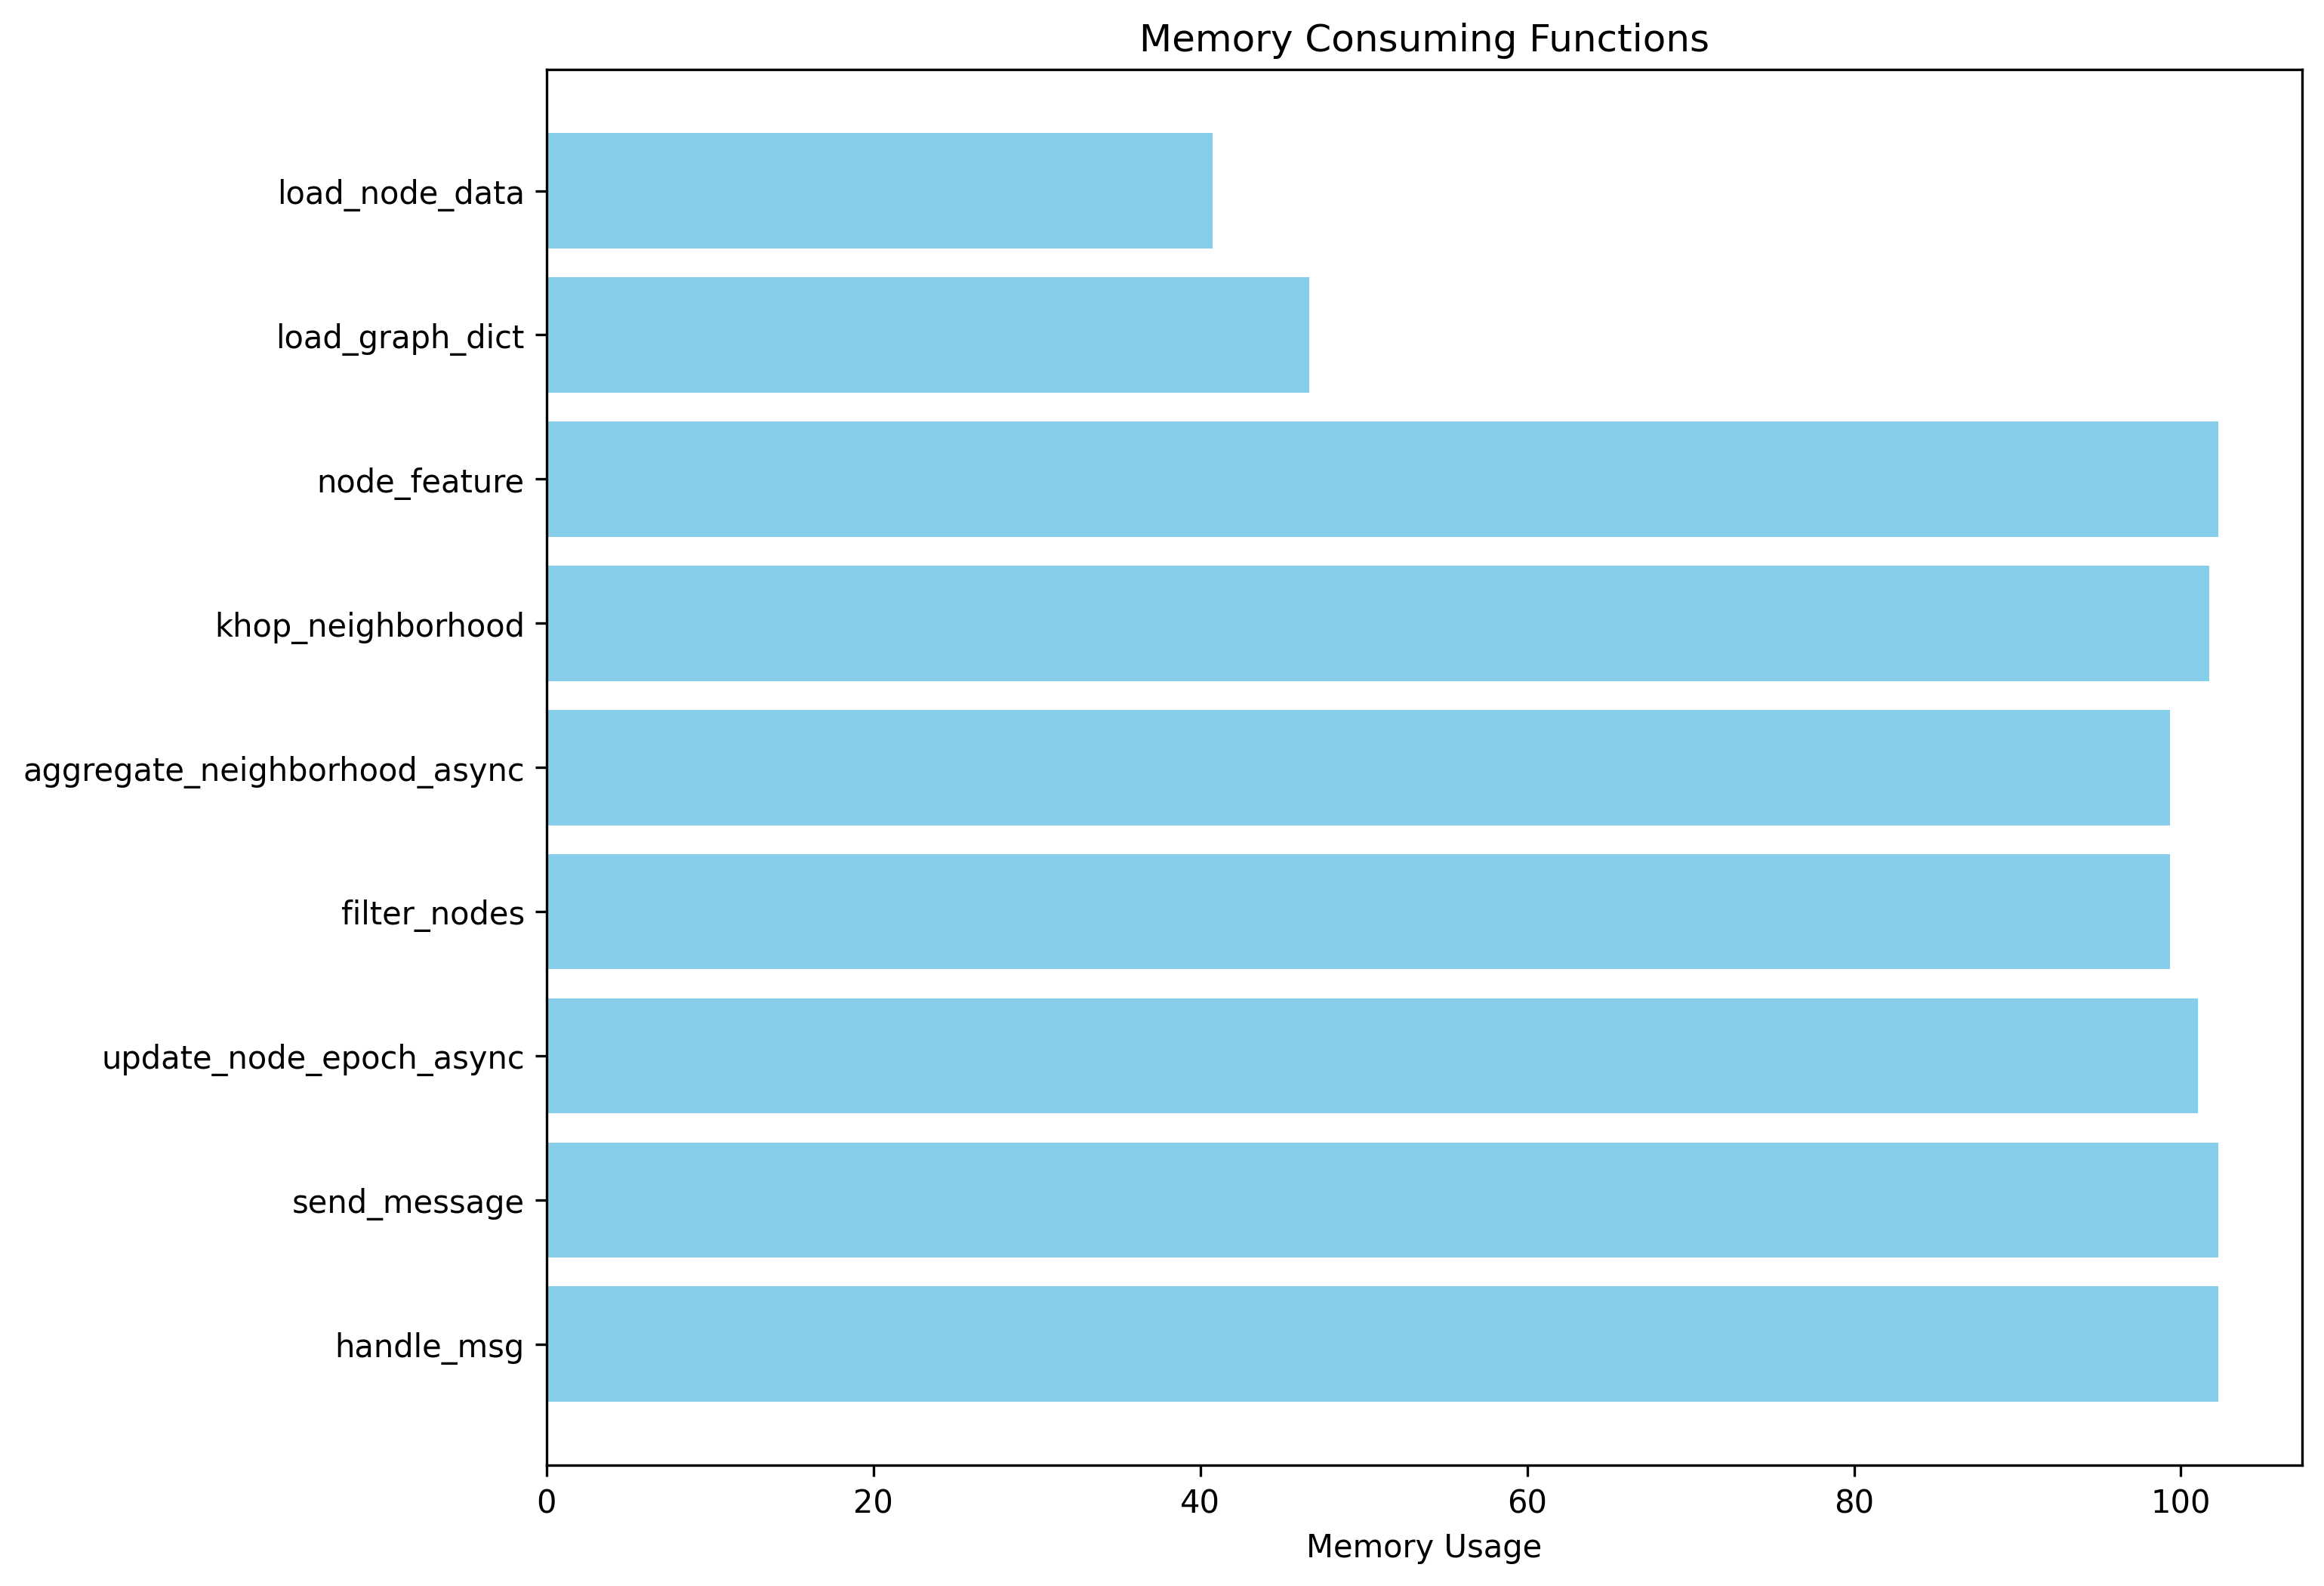 Memory Consuming Functions
load_node_data
load_graph_dict
node_feature
khop_neighborhood
aggregate_neighborhood_async
filter_nodes
update_node_epoch_async
send_message
handle_msg
0 20 40 60 80 100
Memory Usage